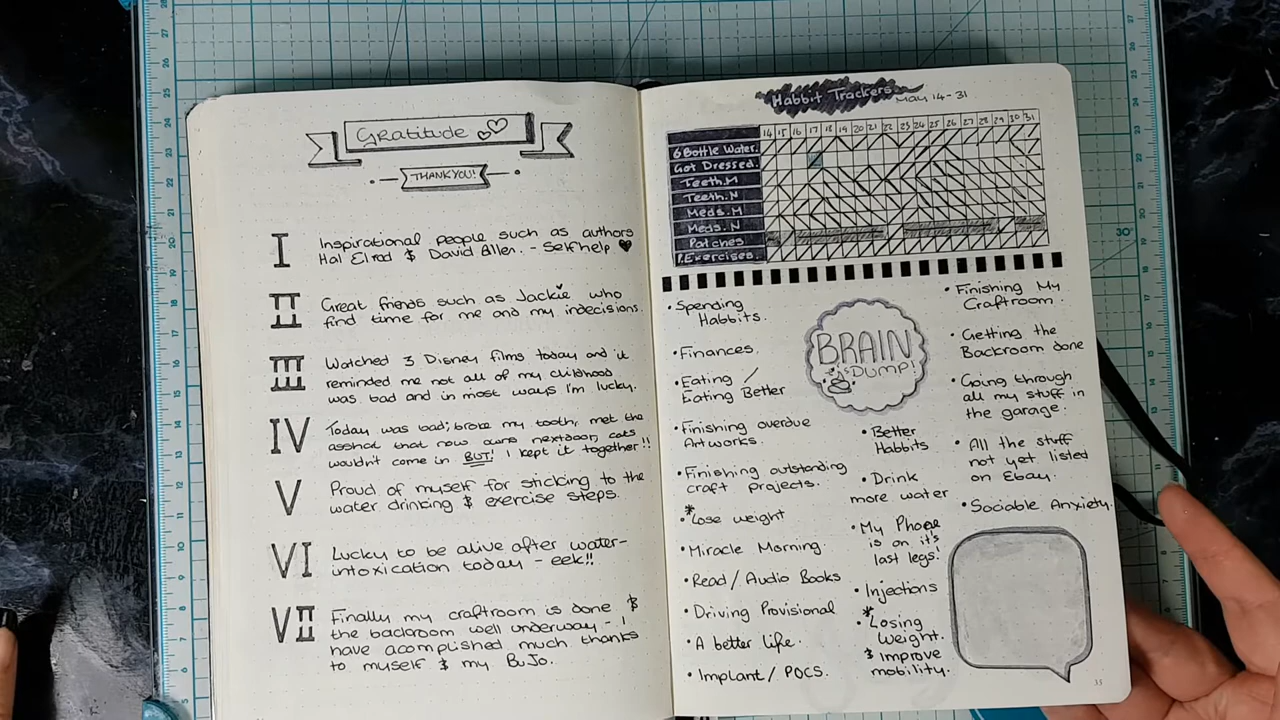 Gratitude
THANKYOU!
I
Inspirational people such as authors
Hal Elrod & David Allen. - Selfhelp ♥
II
Great friends such as Jackie who
find time for me and my indecisions.
III
Watched 3 Disney films today and it
reminded me not all of my childhood
was bad and in most ways I'm lucky.
IV
Today was bad; broke my tooth, met the
asshat that now owns nextdoor, cats
wouldn't come in BUT! I kept it together!!
V
Proud of myself for sticking to the
water drinking & exercise steps.
VI
Lucky to be alive after water-
intoxication today - eek!!
VII
Finally my craftroom is done &
the backroom well underway - I
have acomplished much thanks
to myself & my BuJo.
Habbit Trackers
May 14-31
14 15 16 17 18 19 20 21 22 23 24 25 26 27 28 29 30 31
6 Bottle Water.
Got Dressed.
Teeth.M
Teeth.N
Meds.M
Meds.N
Patches
P.Exercises.
• Spending
Habbits.
• Finances.
• Eating /
Eating Better
• Finishing overdue
Artworks.
• Finishing outstanding
craft projects.
* • Lose weight
• Miracle Morning.
• Read / Audio Books
• Driving Provisional
• A better life.
• Implant / POCS.
BRAIN
DUMP!
• Better
Habbits
• Drink
more water
• My Phone
is on it's
last legs!
• Injections
* • Losing
Weight.
& improve
mobility.
• Finishing My
Craftroom.
• Getting the
Backroom done
• Going through
all my stuff in
the garage.
• All the stuff
not yet listed
on Ebay.
• Sociable Anxiety.
35